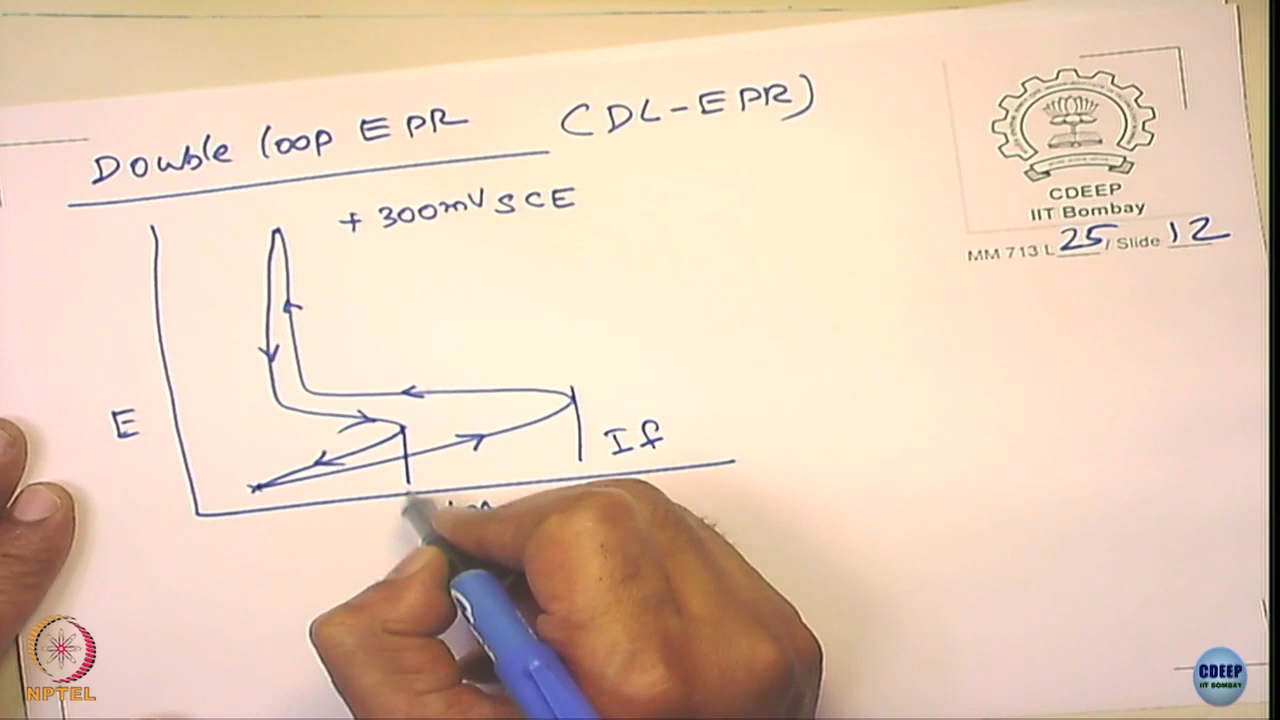 Double loop EPR (DL-EPR)
+ 300mV SCE
CDEEP
IIT Bombay
MM 713 L 25 / Slide 12
E
If
NPTEL
CDEEP
IIT BOMBAY